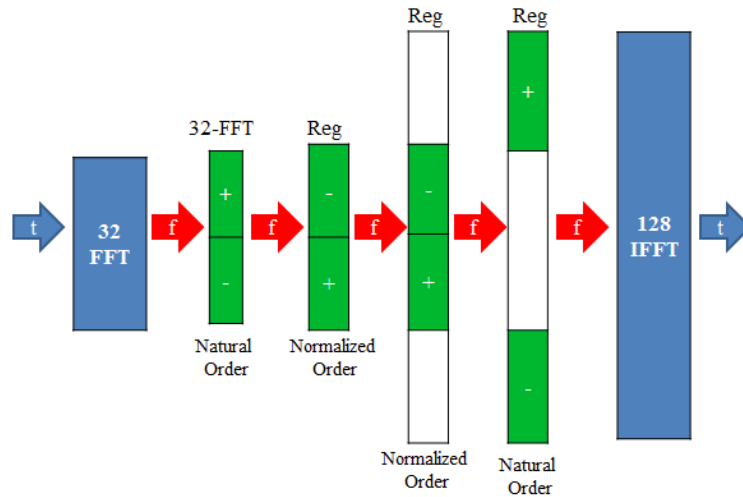 Reg
Reg
32-FFT
Reg
t
32
FFT
f
+
-
f
-
+
f
-
+
f
+
-
f
128
IFFT
t
Natural
Order
Normalized
Order
Normalized
Order
Natural
Order